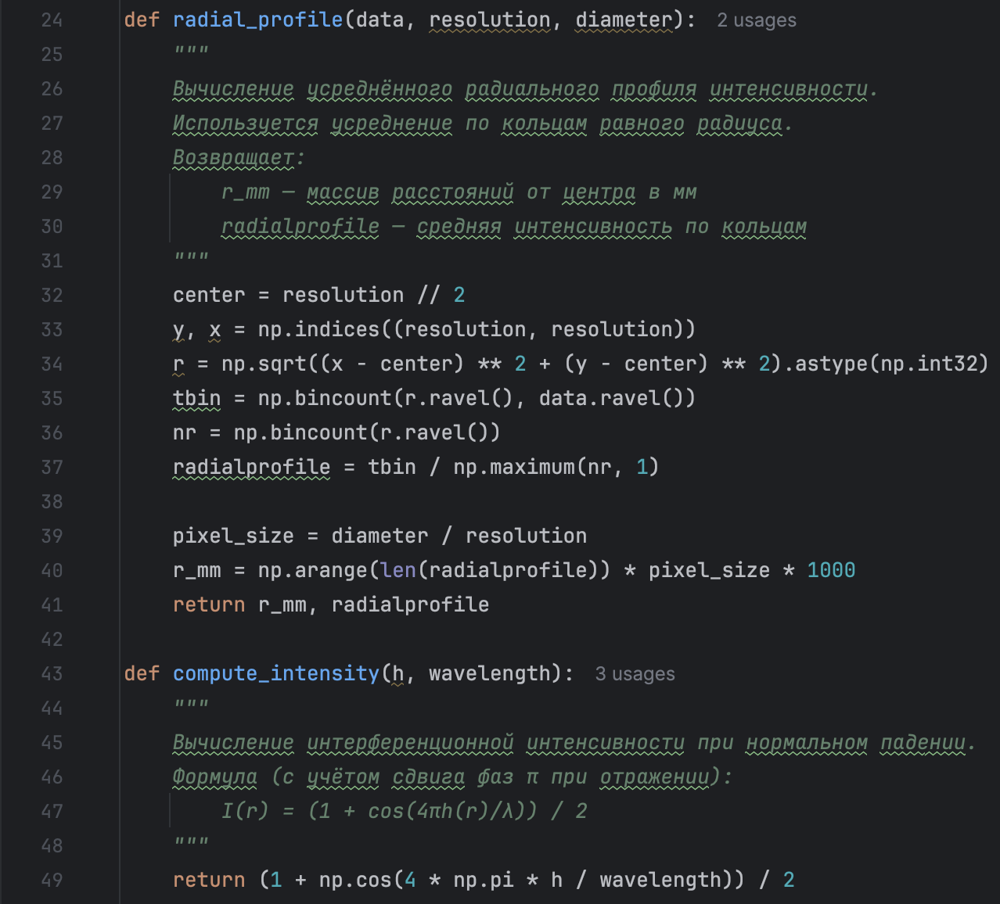 24 def radial_profile(data, resolution, diameter): 2 usages
25 """
26 Вычисление усреднённого радиального профиля интенсивности.
27 Используется усреднение по кольцам равного радиуса.
28 Возвращает:
29 r_mm — массив расстояний от центра в мм
30 radialprofile — средняя интенсивность по кольцам
31 """
32 center = resolution // 2
33 y, x = np.indices((resolution, resolution))
34 r = np.sqrt((x - center) ** 2 + (y - center) ** 2).astype(np.int32)
35 tbin = np.bincount(r.ravel(), data.ravel())
36 nr = np.bincount(r.ravel())
37 radialprofile = tbin / np.maximum(nr, 1)
38
39 pixel_size = diameter / resolution
40 r_mm = np.arange(len(radialprofile)) * pixel_size * 1000
41 return r_mm, radialprofile
42
43 def compute_intensity(h, wavelength): 3 usages
44 """
45 Вычисление интерференционной интенсивности при нормальном падении.
46 Формула (с учётом сдвига фаз π при отражении):
47 I(r) = (1 + cos(4πh(r)/λ)) / 2
48 """
49 return (1 + np.cos(4 * np.pi * h / wavelength)) / 2